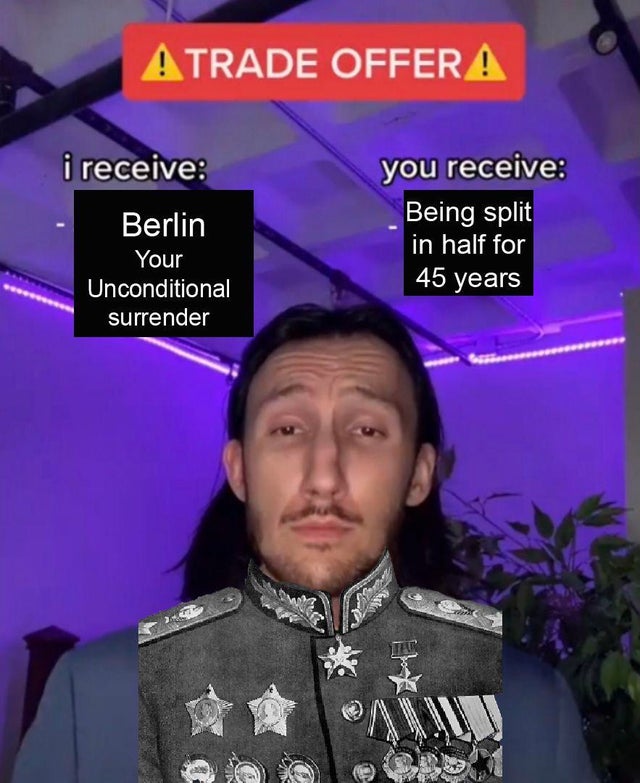 ⚠TRADE OFFER⚠
i receive:
you receive:
Berlin
Your
Unconditional
surrender
Being split
in half for
45 years